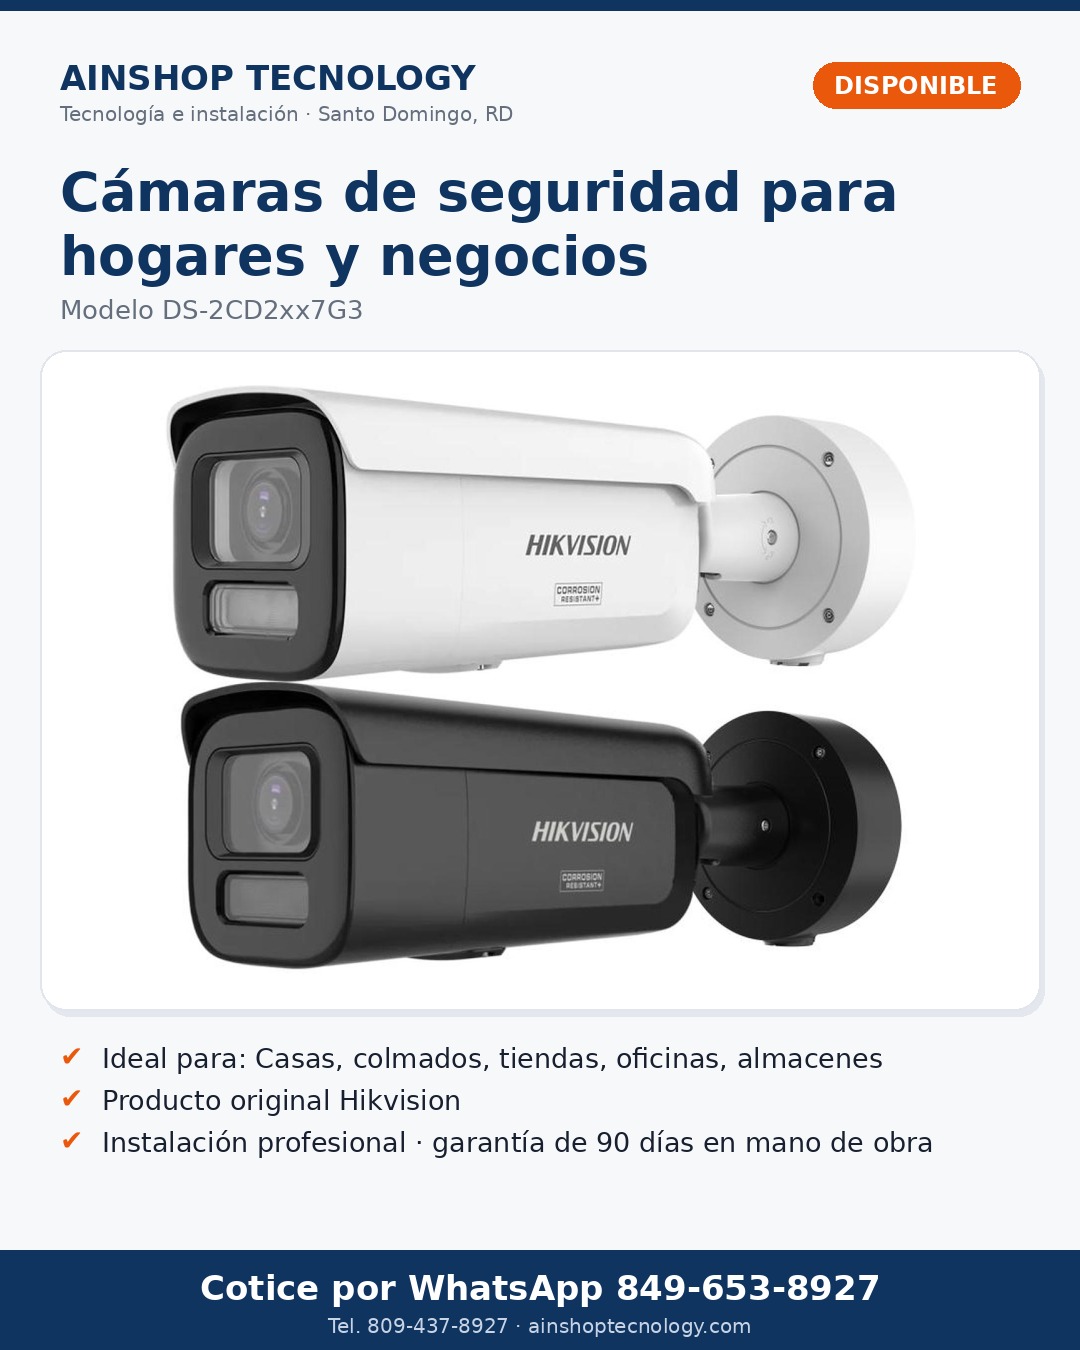 AINSHOP TECNOLOGY
Tecnología e instalación · Santo Domingo, RD
DISPONIBLE
Cámaras de seguridad para
hogares y negocios
Modelo DS-2CD2xx7G3
HIKVISION
CORROSION
RESISTANT+
HIKVISION
CORROSION
RESISTANT+
✔ Ideal para: Casas, colmados, tiendas, oficinas, almacenes
✔ Producto original Hikvision
✔ Instalación profesional · garantía de 90 días en mano de obra
Cotice por WhatsApp 849-653-8927
Tel. 809-437-8927 · ainshoptecnology.com